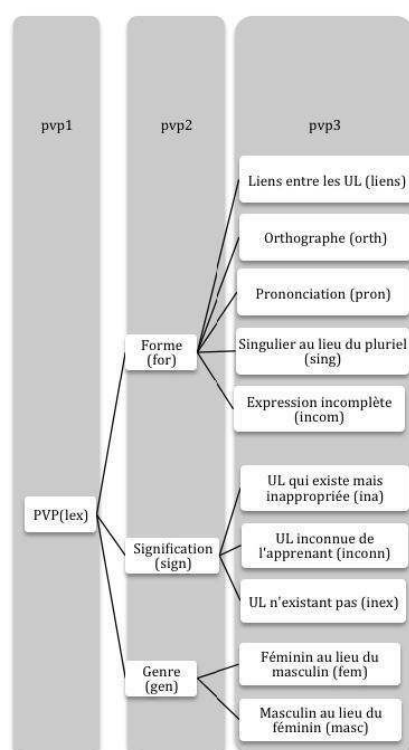 pvp1
pvp2
pvp3
PVP(lex)
Forme
(for)
Liens entre les UL (liens)
Orthographe (orth)
Prononciation (pron)
Singulier au lieu du pluriel
(sing)
Expression incomplète
(incom)
Signification
(sign)
UL qui existe mais
inappropriée (ina)
UL inconnue de
l'apprenant (inconn)
UL n'existant pas (inex)
Genre
(gen)
Féminin au lieu du
masculin (fem)
Masculin au lieu du
féminin (masc)